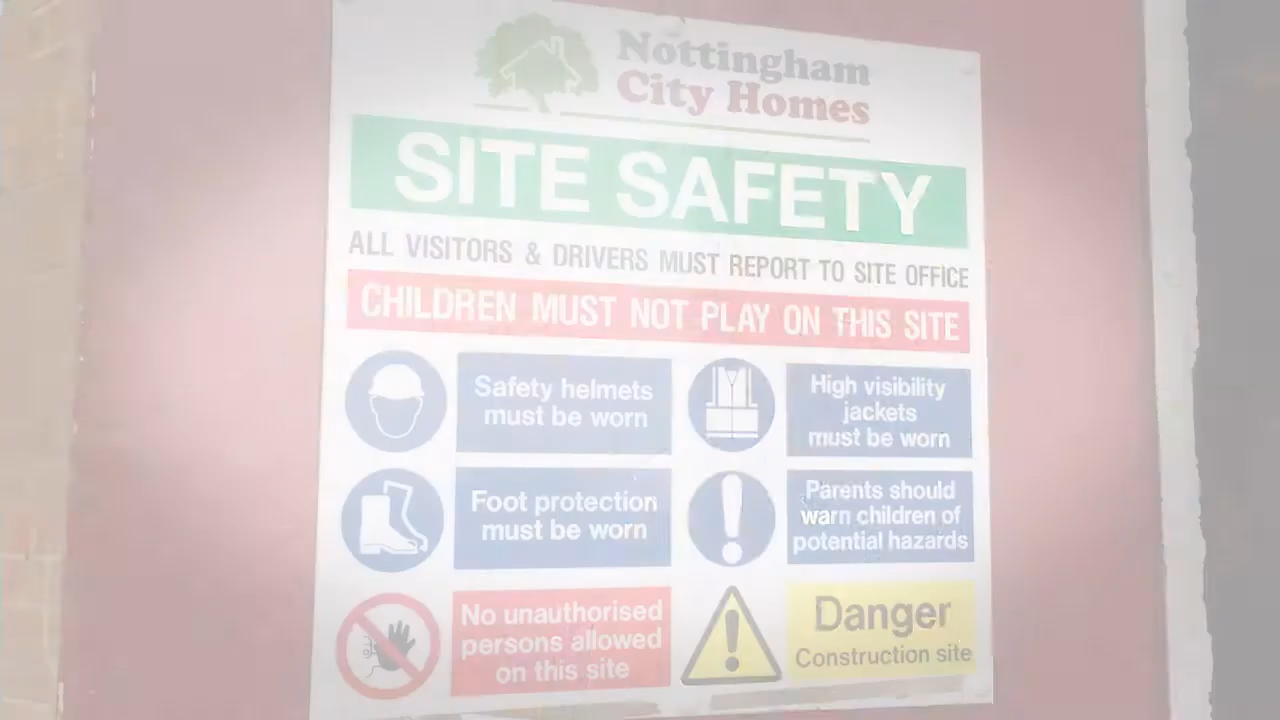 Nottingham
City Homes
SITE SAFETY
ALL VISITORS & DRIVERS MUST REPORT TO SITE OFFICE
CHILDREN MUST NOT PLAY ON THIS SITE
Safety helmets
must be worn
High visibility
jackets
must be worn
Foot protection
must be worn
Parents should
warn children of
potential hazards
No unauthorised
persons allowed
on this site
Danger
Construction site